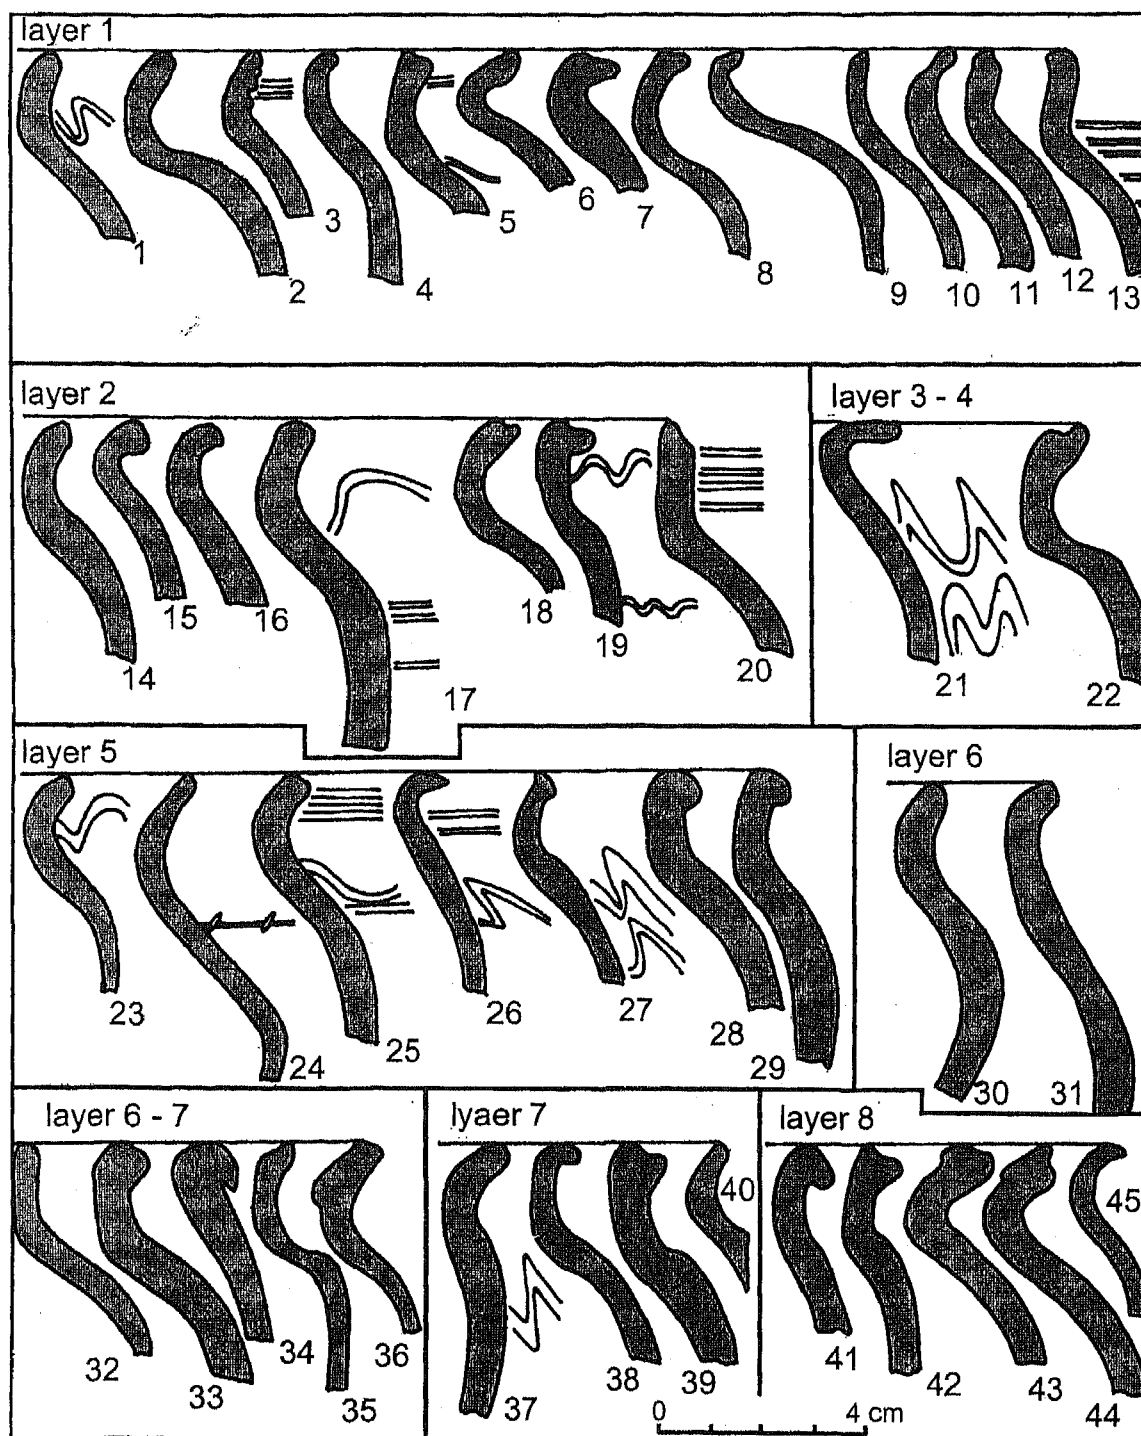 layer 1
1 2 3 4 5 6 7 8 9 10 11 12 13
layer 2
14 15 16 17 18 19 20
layer 3 - 4
21 22
layer 5
23 24 25 26 27 28 29
layer 6
30 31
layer 6 - 7
32 33 34 35 36
lyaer 7
37 38 39 40
layer 8
41 42 43 44 45
0 4 cm